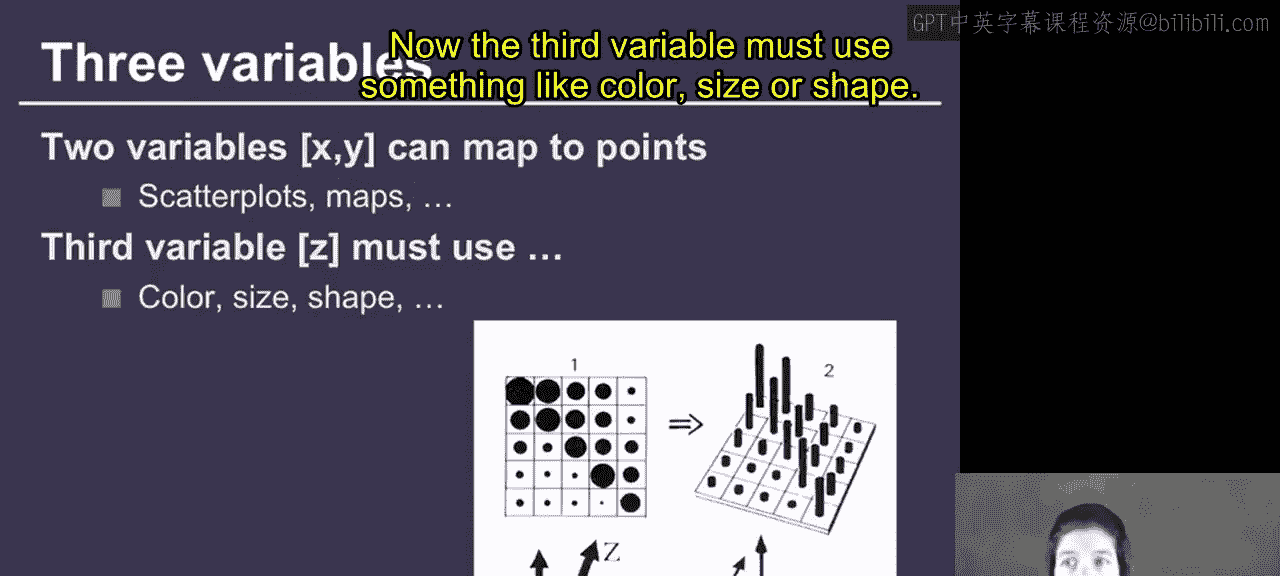 GPT中英字幕课程资源@bilibili.com
Now the third variable must use
something like color, size or shape.
Three variables
Two variables [x,y] can map to points
Scatterplots, maps, …
Third variable [z] must use …
Color, size, shape, …
1
2
Z